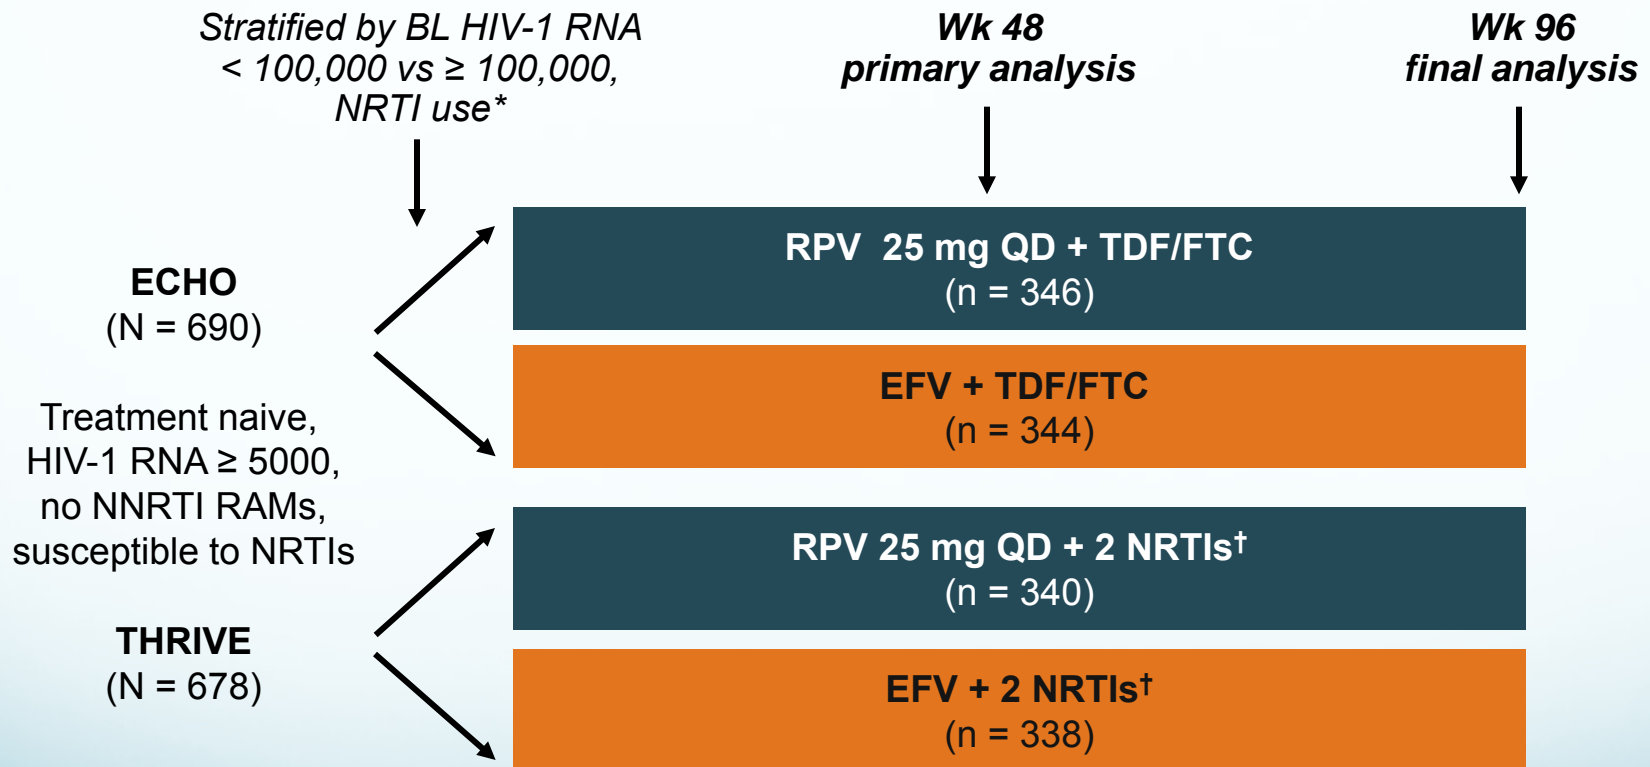 Stratified by BL HIV-1 RNA
< 100,000 vs ≥ 100,000,
NRTI use*
Wk 48
primary analysis
Wk 96
final analysis
ECHO
(N = 690)
Treatment naive,
HIV-1 RNA ≥ 5000,
no NNRTI RAMs,
susceptible to NRTIs
THRIVE
(N = 678)
RPV 25 mg QD + TDF/FTC
(n = 346)
EFV + TDF/FTC
(n = 344)
RPV 25 mg QD + 2 NRTIs†
(n = 340)
EFV + 2 NRTIs†
(n = 338)